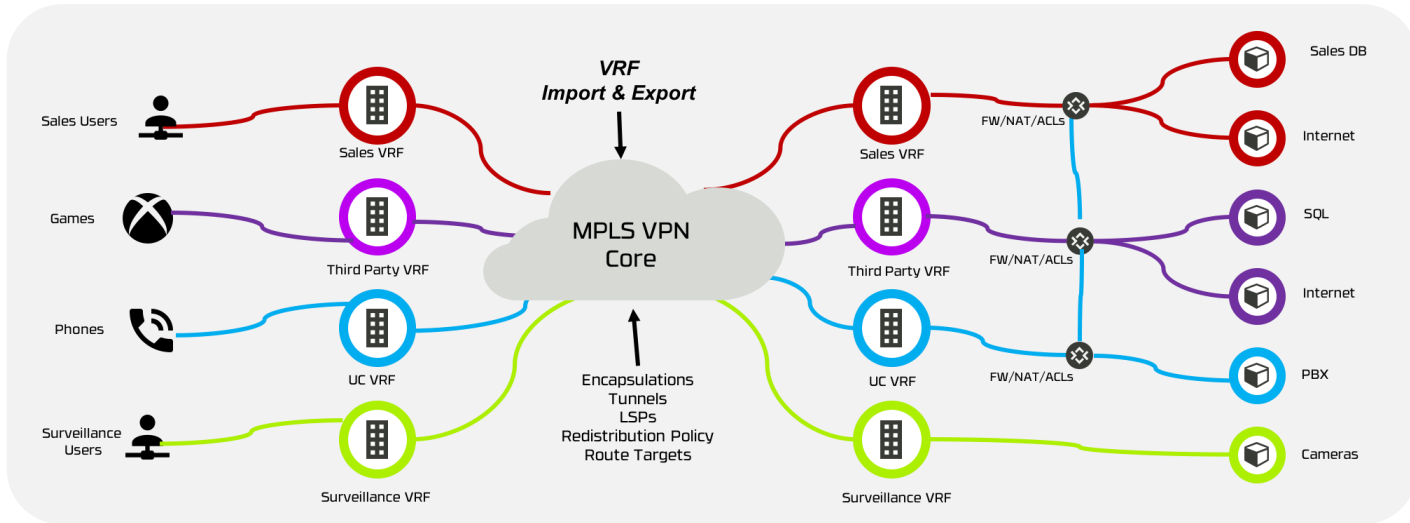 VRF
Import & Export
Sales Users
Sales VRF
Sales VRF
FW/NAT/ACLs
Sales DB
Internet
Games
Third Party VRF
MPLS VPN
Core
Third Party VRF
FW/NAT/ACLs
SQL
Internet
Phones
UC VRF
UC VRF
FW/NAT/ACLs
PBX
Encapsulations
Tunnels
LSPs
Redistribution Policy
Route Targets
Surveillance
Users
Surveillance VRF
Surveillance VRF
Cameras